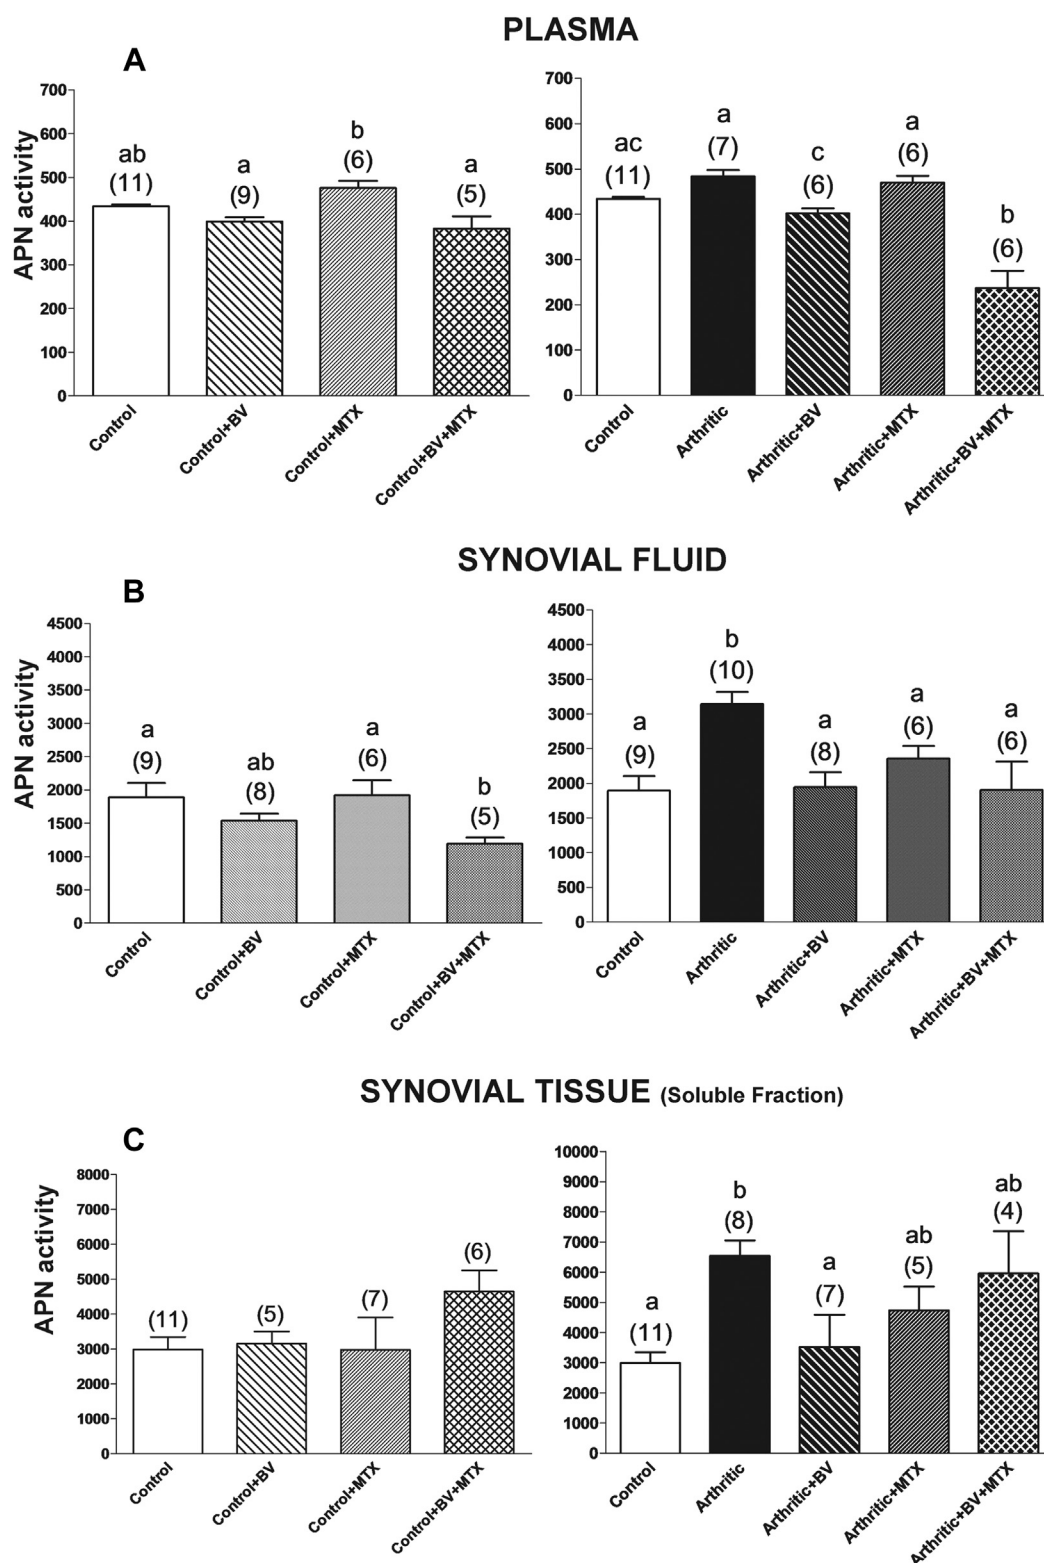 PLASMA
A
APN activity
700
600
500
400
300
200
100
0
ab
(11)
a
(9)
b
(6)
a
(5)
Control
Control+BV
Control+MTX
Control+BV+MTX
700
600
500
400
300
200
100
0
ac
(11)
a
(7)
c
(6)
a
(6)
b
(6)
Control
Arthritic
Arthritic+BV
Arthritic+MTX
Arthritic+BV+MTX
SYNOVIAL FLUID
B
APN activity
4500
4000
3500
3000
2500
2000
1500
1000
500
0
a
(9)
ab
(8)
a
(6)
b
(5)
Control
Control+BV
Control+MTX
Control+BV+MTX
4500
4000
3500
3000
2500
2000
1500
1000
500
0
a
(9)
b
(10)
a
(8)
a
(6)
a
(6)
Control
Arthritic
Arthritic+BV
Arthritic+MTX
Arthritic+BV+MTX
SYNOVIAL TISSUE (Soluble Fraction)
C
APN activity
8000
7000
6000
5000
4000
3000
2000
1000
0
(11)
(5)
(7)
(6)
Control
Control+BV
Control+MTX
Control+BV+MTX
10000
9000
8000
7000
6000
5000
4000
3000
2000
1000
0
a
(11)
b
(8)
a
(7)
ab
(5)
ab
(4)
Control
Arthritic
Arthritic+BV
Arthritic+MTX
Arthritic+BV+MTX